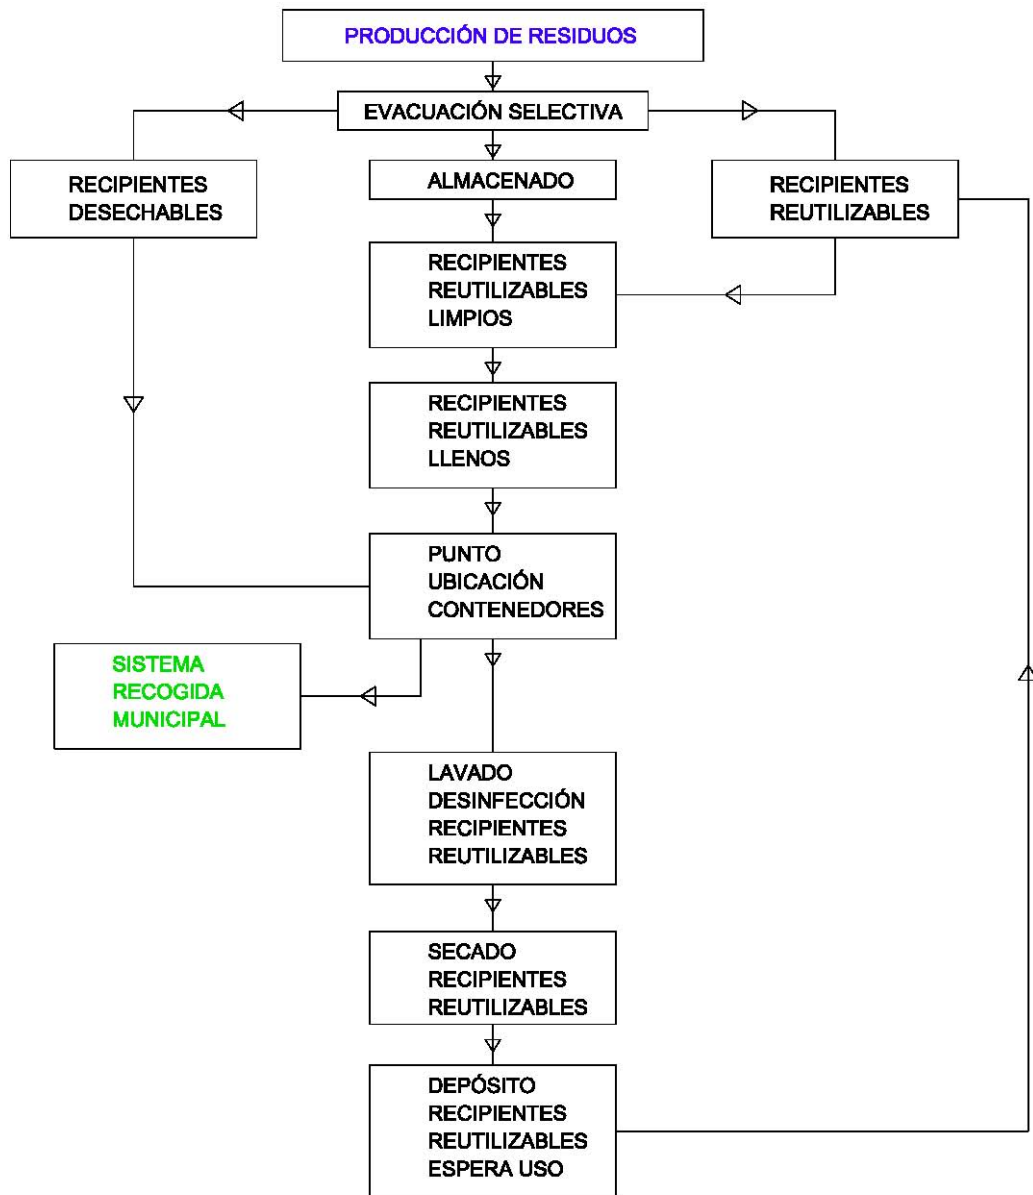 PRODUCCIÓN DE RESIDUOS
EVACUACIÓN SELECTIVA
RECIPIENTES
DESECHABLES
ALMACENADO
RECIPIENTES
REUTILIZABLES
RECIPIENTES
REUTILIZABLES
LIMPIOS
RECIPIENTES
REUTILIZABLES
LLENOS
PUNTO
UBICACIÓN
CONTENEDORES
SISTEMA
RECOGIDA
MUNICIPAL
LAVADO
DESINFECCIÓN
RECIPIENTES
REUTILIZABLES
SECADO
RECIPIENTES
REUTILIZABLES
DEPÓSITO
RECIPIENTES
REUTILIZABLES
ESPERA USO